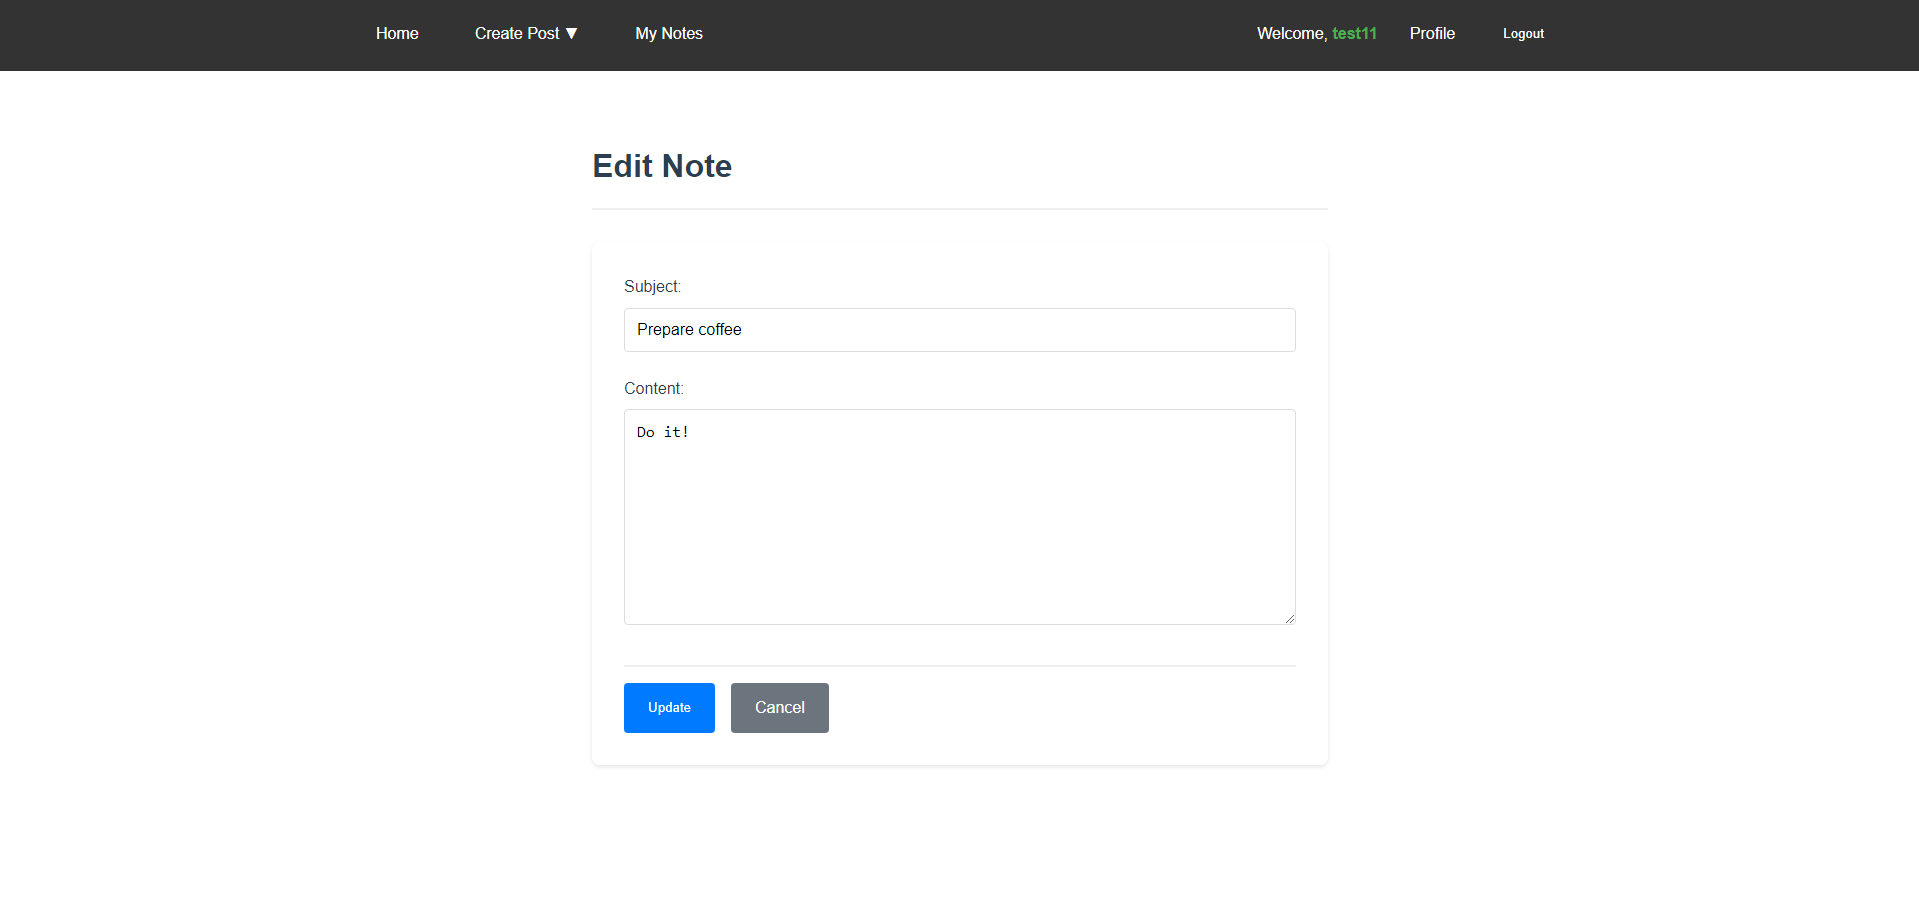 Home Create Post ▼ My Notes Welcome, test11 Profile Logout
Edit Note
Subject:
Prepare coffee
Content:
Do it!
Update Cancel